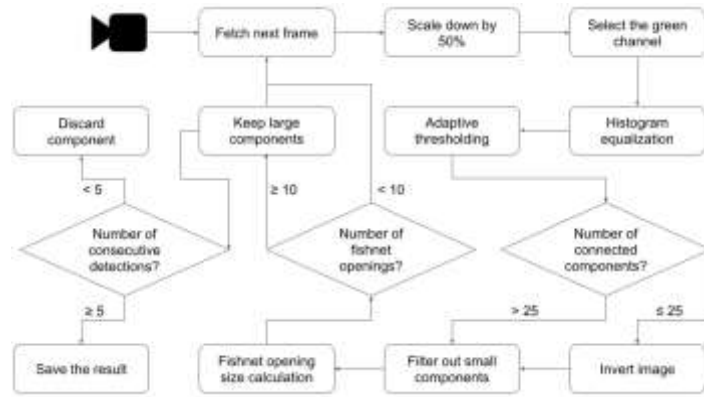 Fetch next frame
Scale down by
50%
Select the green
channel
Discard
component
Keep large
components
Adaptive
thresholding
Histogram
equalization
< 5
≥ 10
< 10
Number of
consecutive
detections?
Number of
fishnet
openings?
Number of
connected
components?
≥ 5
> 25
≤ 25
Save the result
Fishnet opening
size calculation
Filter out small
components
Invert image